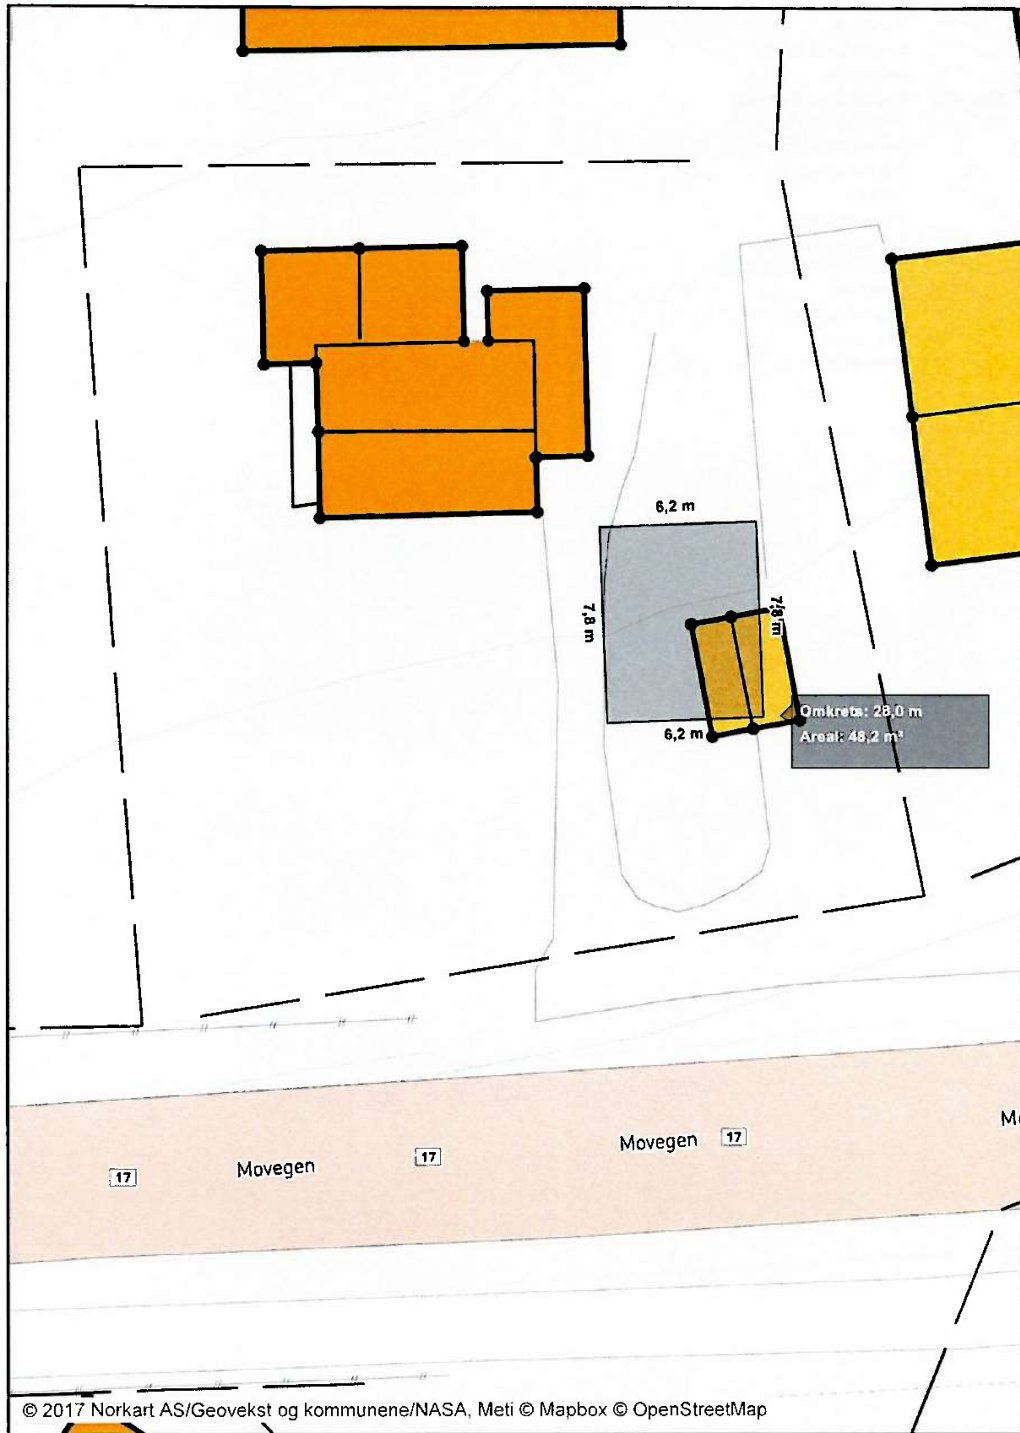 6,2 m
7,8 m
7,8 m
6,2 m
Omkrets: 28,0 m
Areal: 48,2 m²
Movegen
17
Movegen
17
17
© 2017 Norkart AS/Geovekst og kommunene/NASA, Meti © Mapbox © OpenStreetMap